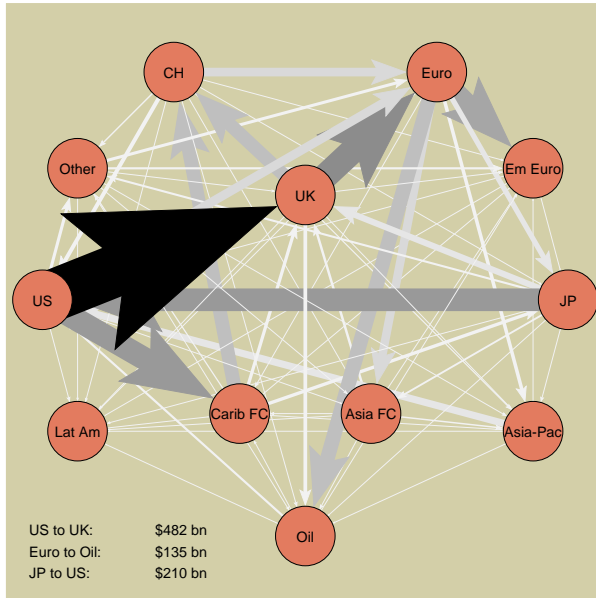 CH
Euro
Other
Em Euro
UK
US
JP
Carib FC
Asia FC
Lat Am
Asia-Pac
Oil
US to UK: $482 bn
Euro to Oil: $135 bn
JP to US: $210 bn